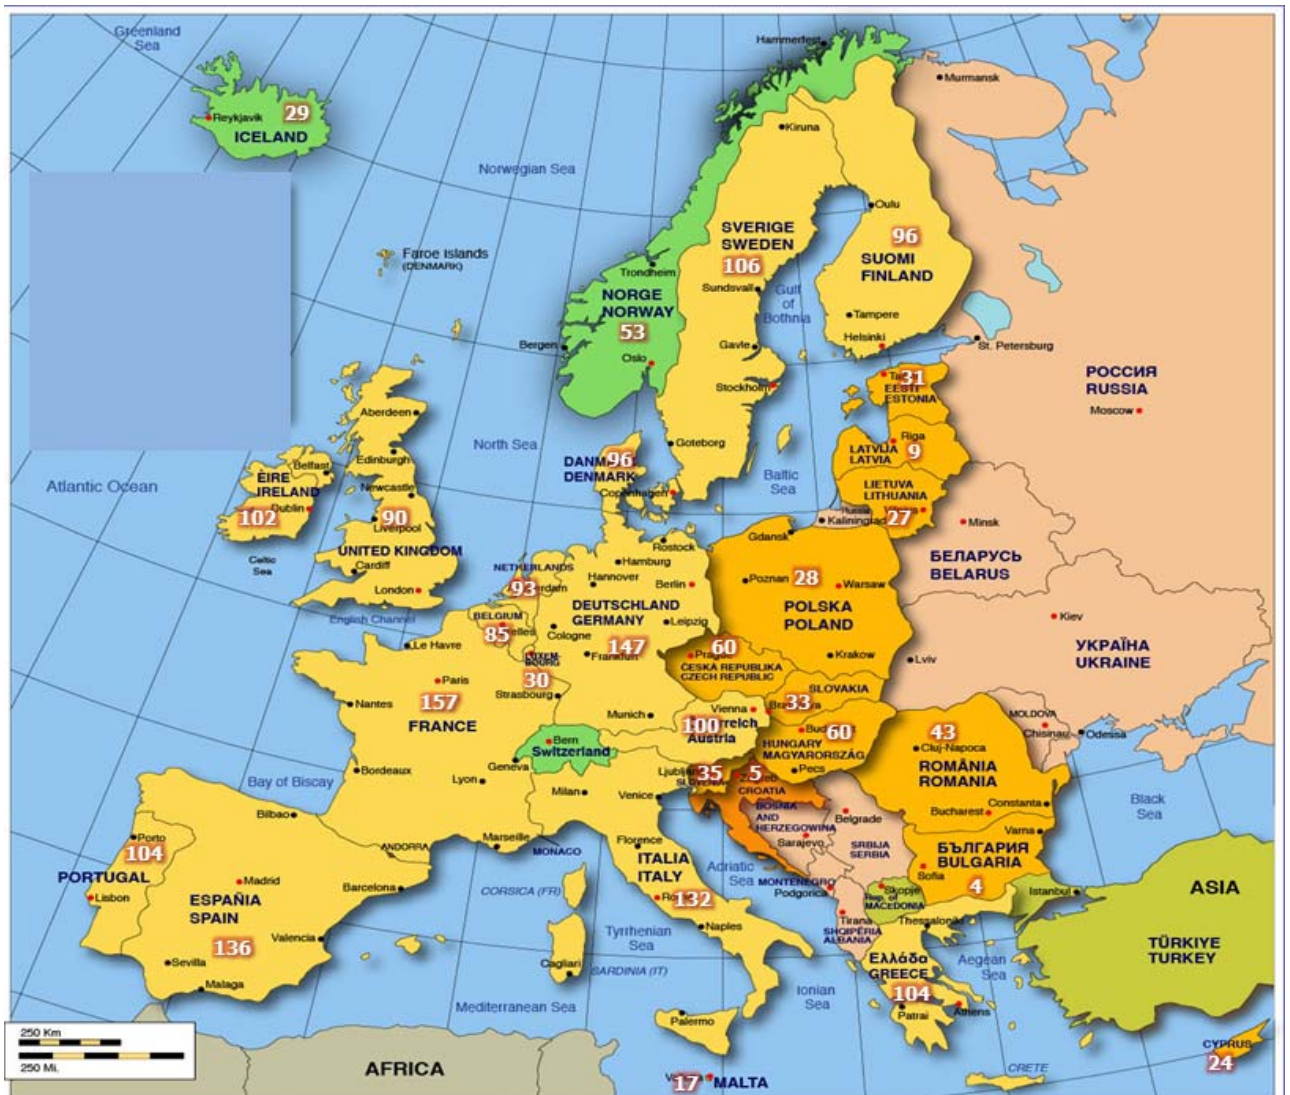 Greenland
Sea
Hammerfest
Murmansk
29
Reykjavik
ICELAND
Kiruna
Norwegian Sea
Oulu
SVERIGE
SWEDEN
106
96
SUOMI
FINLAND
Faroe Islands
(DENMARK)
Trondheim
Sundsvall
Gulf
of
Bothnia
NORGE
NORWAY
53
Tampere
Helsinki
Bergen
Oslo
Gavle
St. Petersburg
Stockholm
31
EESTI
ESTONIA
РОССИЯ
RUSSIA
Moscow
Aberdeen
North Sea
Goteborg
Riga
LATVIJA
LATVIA
9
Edinburgh
Belfast
96
DENMARK
Copenhagen
Baltic
Sea
LIETUVA
LITHUANIA
27
Russia
Kaliningrad
Minsk
Atlantic Ocean
ÈIRE
IRELAND
Dublin
102
Newcastle
90
Liverpool
UNITED KINGDOM
Cardiff
London
Celtic
Sea
English Channel
Gdansk
Rostock
Hamburg
NETHERLANDS
93
Hannover
Berlin
Poznan
28
Warsaw
БЕЛАРУСЬ
BELARUS
DEUTSCHLAND
GERMANY
Leipzig
POLSKA
POLAND
Kiev
BELGIUM
85
Cologne
147
Frankfurt
LUXEM
BOURG
30
60
ČESKÁ REPUBLIKA
CZECH REPUBLIC
Krakow
Lviv
УКРАЇНА
UKRAINE
Le Havre
Paris
157
FRANCE
Strasbourg
Nantes
Munich
Vienna
100
Austria
SLOVAKIA
33
MOLDOVA
Chisinau
Odessa
Bern
Switzerland
Geneva
60
HUNGARY
MAGYARORSZÁG
Pecs
43
Cluj-Napoca
ROMÂNIA
ROMANIA
Bucharest
Constanta
Black
Sea
Bay of Biscay
Bordeaux
Lyon
Milan
Venice
35
5
CROATIA
BOSNIA
AND
HERZEGOWINA
Sarajevo
Belgrade
SRBIJA
SERBIA
Varna
БЪЛГАРИЯ
BULGARIA
Sofia
4
Bilbao
Porto
104
PORTUGAL
Lisbon
Madrid
ESPAÑIA
SPAIN
136
Valencia
Barcelona
ANDORRA
Marseille
MONACO
Florence
ITALIA
ITALY
132
Adriatic
Sea
CORSICA (FR)
MONTENEGRO
Podgorica
Skopje
Rep. of
MACEDONIA
Istanbul
ASIA
Naples
Tirana
SHQIPËRIA
ALBANIA
Thessaloniki
Tyrrhenian
Sea
TÜRKIYE
TURKEY
Sevilla
Malaga
Cagliari
SARDINIA (IT)
Ελλάδα
GREECE
104
Aegean
Sea
Mediterranean Sea
Ionian
Sea
Patrai
Athens
Palermo
250 Km
250 Mi.
AFRICA
17
MALTA
CRETE
CYPRUS
24